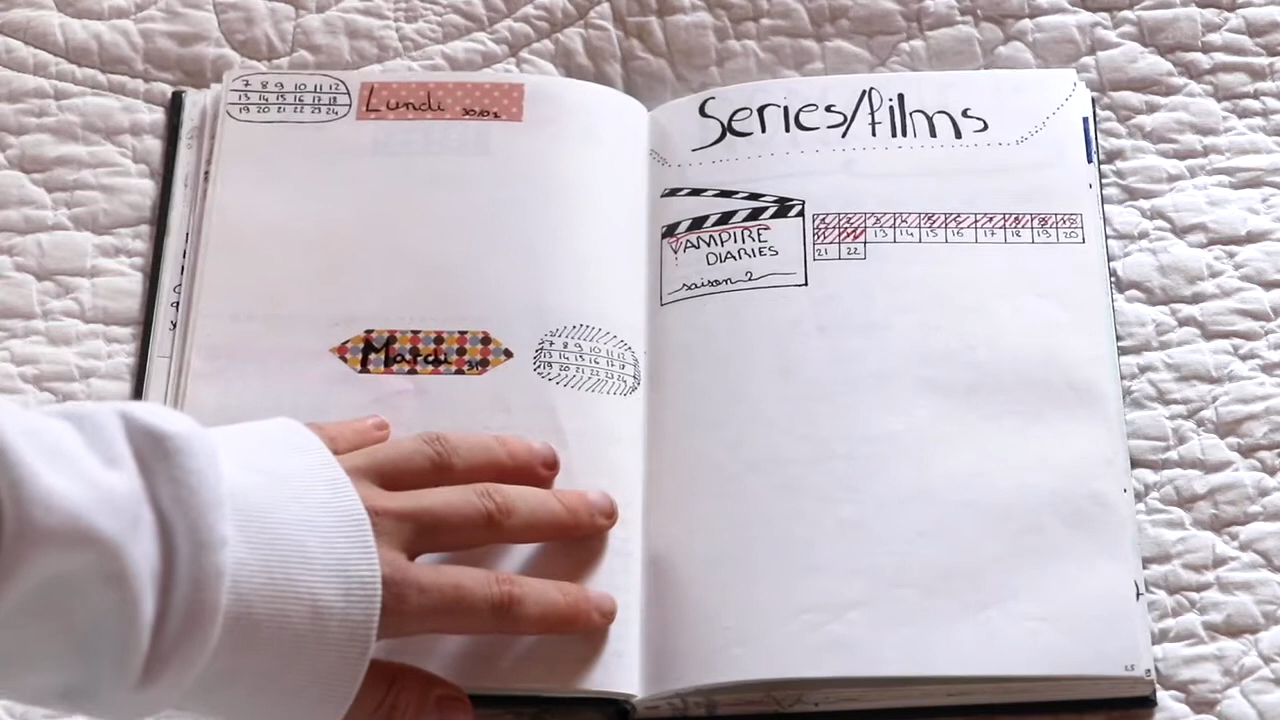 7 8 9 10 11 12
13 14 15 16 17 18
19 20 21 22 23 24
Lundi 30/01
Mardi 31
7 8 9 10 11 12
13 14 15 16 17 18
19 20 21 22 23 24
Series/films
VAMPIRE
DIARIES
saison 2
1 2 3 4 5 6 7 8 9 10
13 14 15 16 17 18 19 20
21 22
25